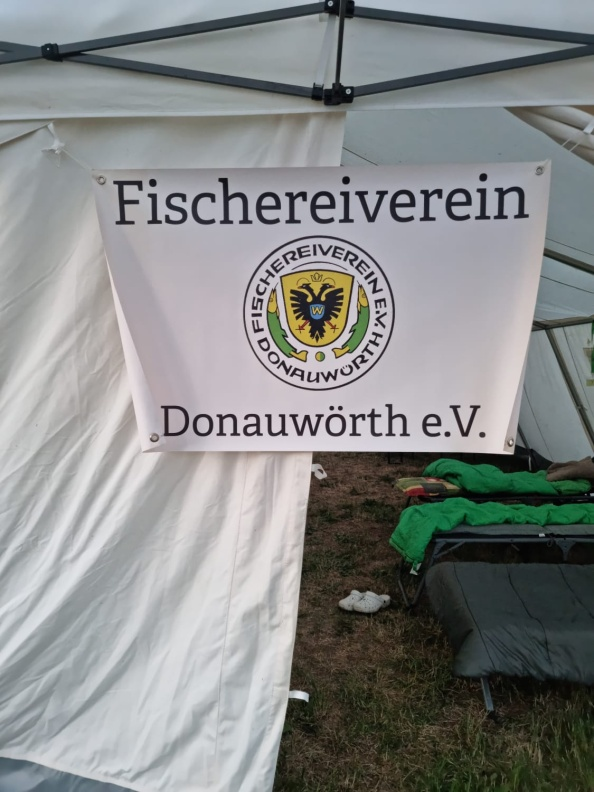 Fischereiverein
FISCHEREIVEREIN E.V.
W
DONAUWÖRTH
Donauwörth e.V.